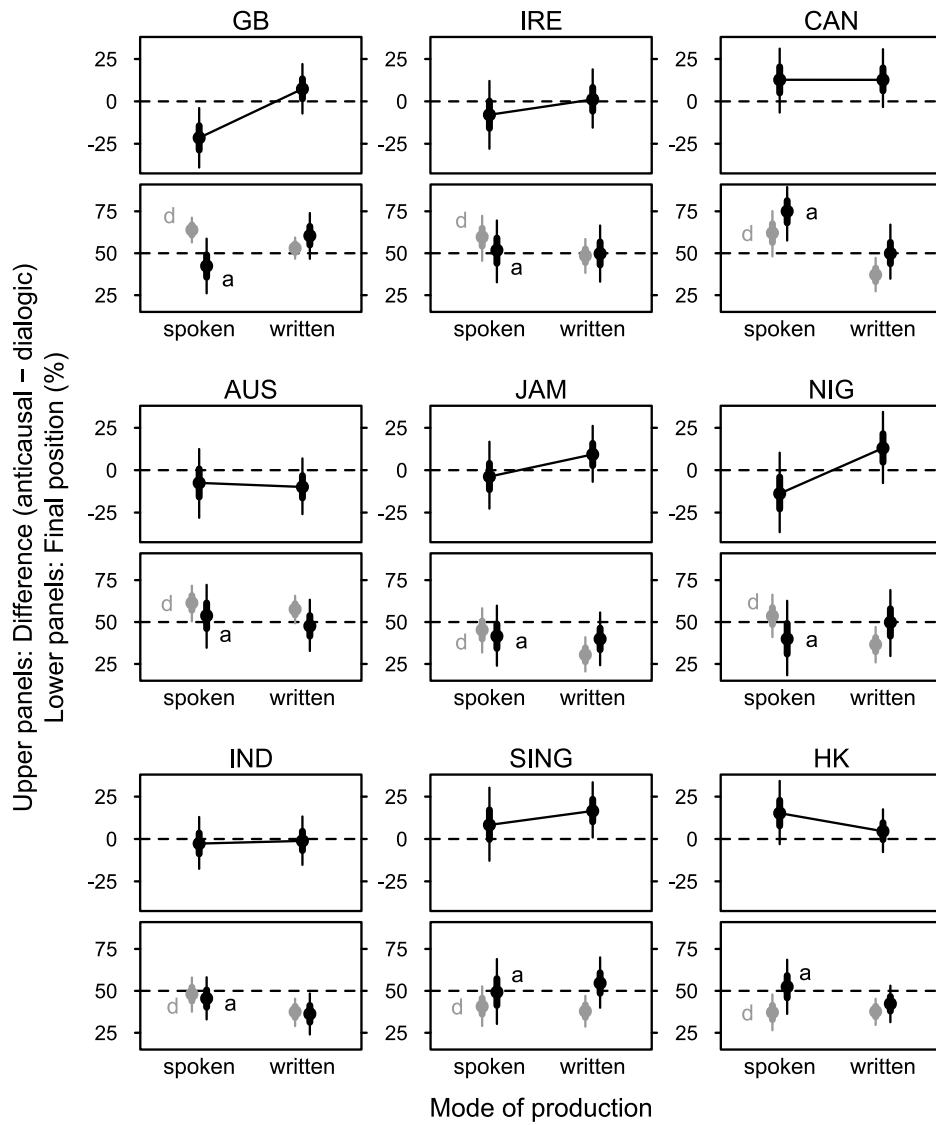 Upper panels: Difference (anticausal – dialogic)
Lower panels: Final position (%)
GB IRE CAN
25 25 25
0 0 0
-25 -25 -25
75 d 75 d 75 a
50 50 50 d
25 a 25 a 25
spoken written spoken written spoken written
AUS JAM NIG
25 25 25
0 0 0
-25 -25 -25
75 75 75
50 d a 50 d a 50 d a
25 25 25
spoken written spoken written spoken written
IND SING HK
25 25 25
0 0 0
-25 -25 -25
75 75 a 75 a
50 d a 50 d 50 d
25 25 25
spoken written spoken written spoken written
Mode of production